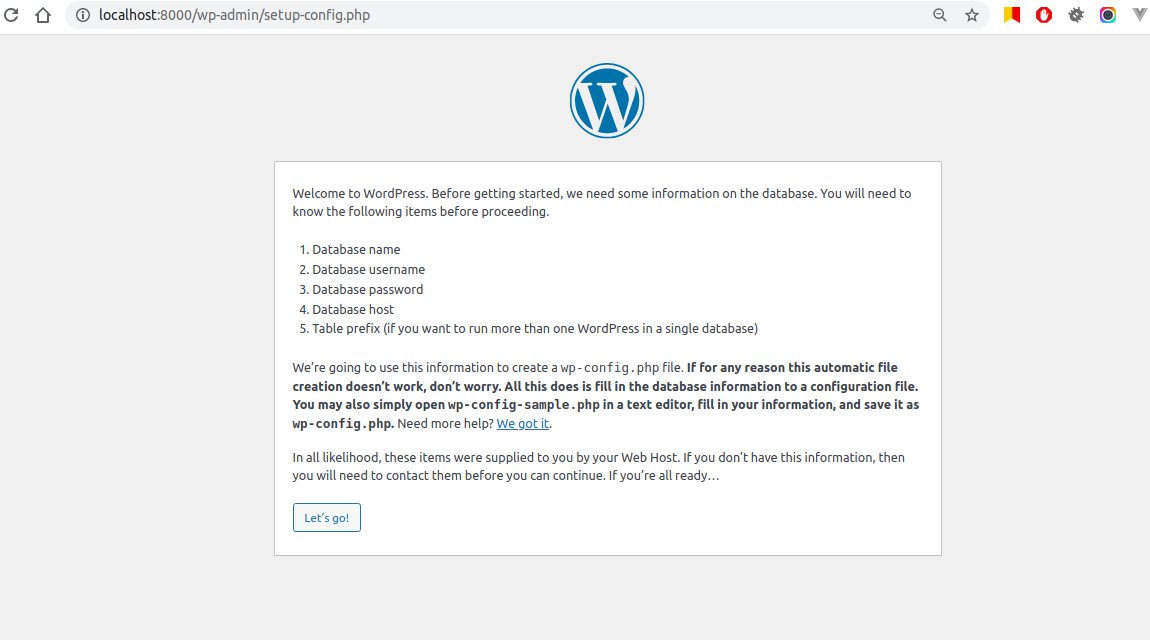 localhost:8000/wp-admin/setup-config.php
Welcome to WordPress. Before getting started, we need some information on the database. You will need to
know the following items before proceeding.
1. Database name
2. Database username
3. Database password
4. Database host
5. Table prefix (if you want to run more than one WordPress in a single database)
We’re going to use this information to create a wp-config.php file. If for any reason this automatic file
creation doesn’t work, don’t worry. All this does is fill in the database information to a configuration file.
You may also simply open wp-config-sample.php in a text editor, fill in your information, and save it as
wp-config.php. Need more help? We got it.
In all likelihood, these items were supplied to you by your Web Host. If you don’t have this information, then
you will need to contact them before you can continue. If you’re all ready…
Let’s go!